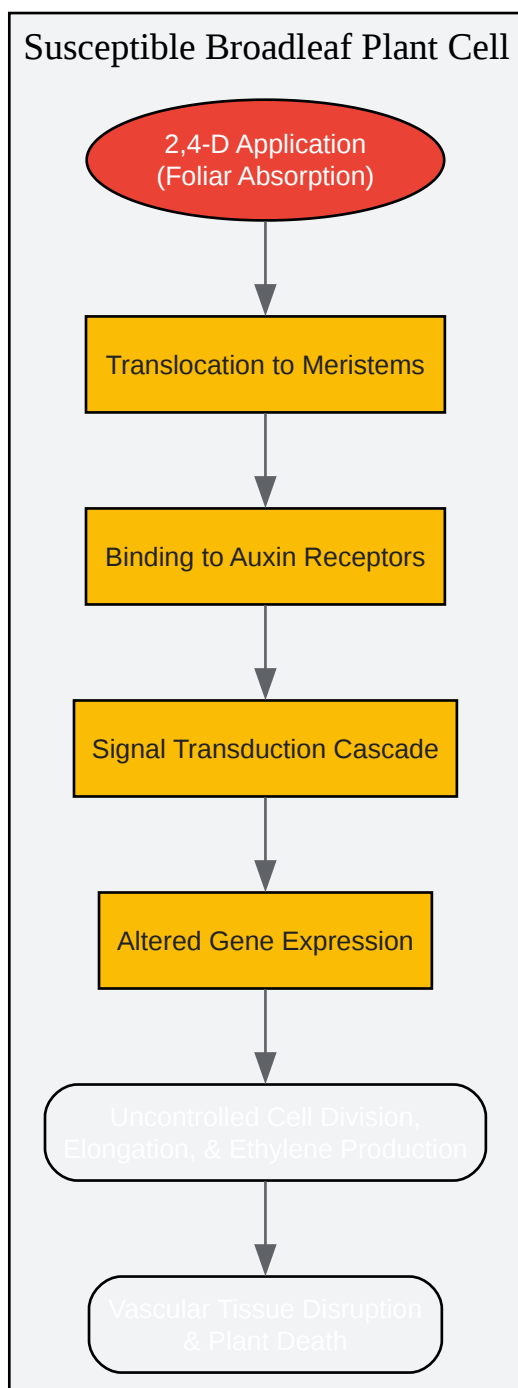 Susceptible Broadleaf Plant Cell
2,4-D Application
(Foliar Absorption)
Translocation to Meristems
Binding to Auxin Receptors
Signal Transduction Cascade
Altered Gene Expression
Uncontrolled Cell Division,
Elongation, & Ethylene Production
Vascular Tissue Disruption
& Plant Death